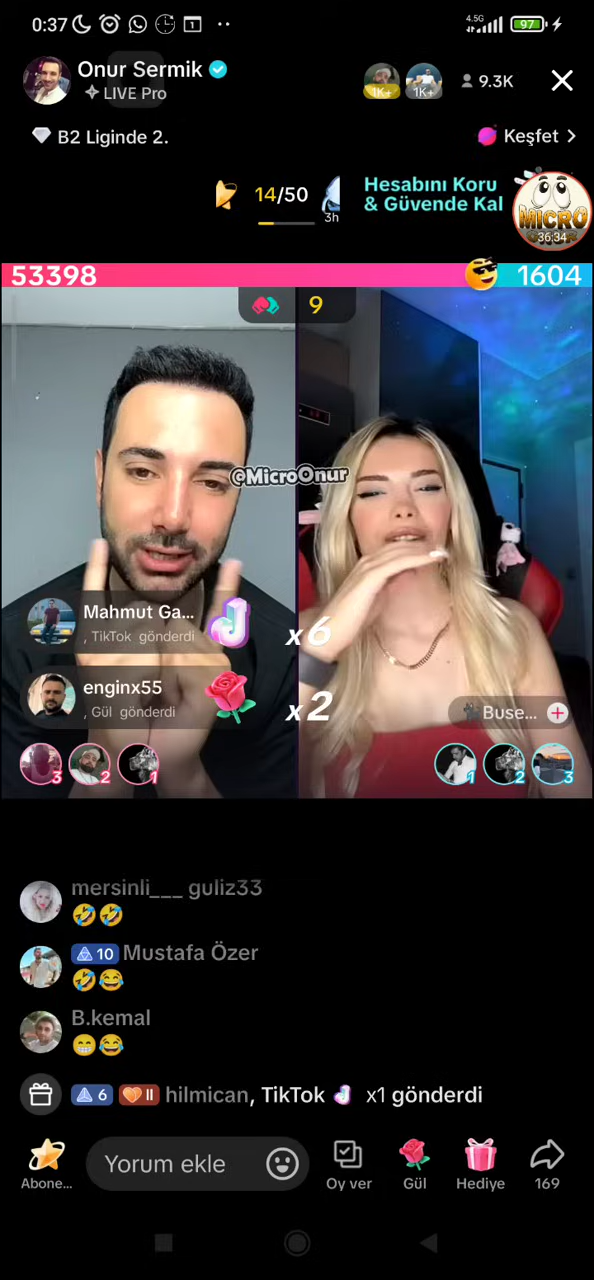 0:37
1
4.5G
97
Onur Sermik
LIVE Pro
1K+
1K+
9.3K
B2 Liginde 2.
Keşfet
14/50
3h
Hesabını Koru
& Güvende Kal
MICRO
36:34
53398
1604
9
@MicroOnur
Mahmut Ga...
, TikTok gönderdi
x6
enginx55
, Gül gönderdi
x2
Buse...
3
2
1
1
2
3
mersinli___ guliz33
🤣🤣
10 Mustafa Özer
🤣😂
B.kemal
😁😂
6 II hilmican, TikTok x1 gönderdi
Abone...
Yorum ekle
Oy ver
Gül
Hediye
169